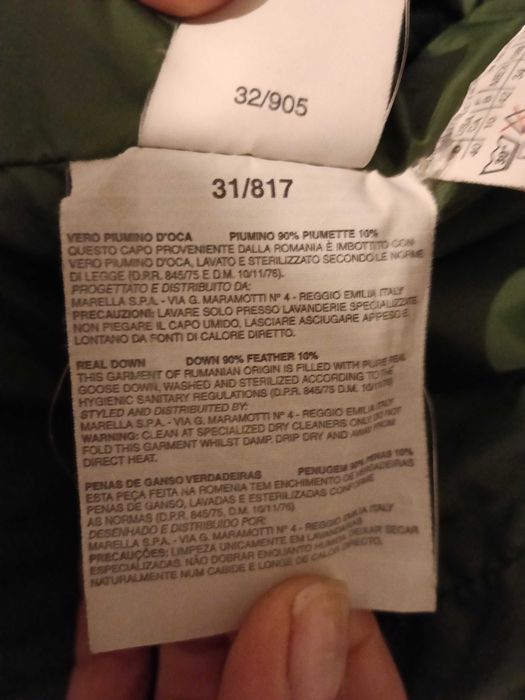 32/905
31/817
VERO PIUMINO D'OCA PIUMINO 90% PIUMETTE 10%
QUESTO CAPO PROVENIENTE DALLA ROMANIA È IMBOTTITO CON
VERO PIUMINO D'OCA, LAVATO E STERILIZZATO SECONDO LE NORME
DI LEGGE (D.P.R. 845/75 E D.M. 10/11/76).
PROGETTATO E DISTRIBUITO DA:
MARELLA S.P.A. - VIA G. MARAMOTTI N° 4 - REGGIO EMILIA ITALY
PRECAUZIONI: LAVARE SOLO PRESSO LAVANDERIE SPECIALIZZATE
NON PIEGARE IL CAPO UMIDO, LASCIARE ASCIUGARE APPESO E
LONTANO DA FONTI DI CALORE DIRETTO.
REAL DOWN DOWN 90% FEATHER 10%
THIS GARMENT OF RUMANIAN ORIGIN IS FILLED WITH PURE REAL
GOOSE DOWN, WASHED AND STERILIZED ACCORDING TO THE
HYGIENIC SANITARY REGULATIONS (D.P.R. 845/75 D.M. 10/11/76)
STYLED AND DISTRIBUITED BY:
MARELLA S.P.A. - VIA G. MARAMOTTI N° 4 - REGGIO EMILIA ITALY
WARNING: CLEAN AT SPECIALIZED DRY CLEANERS ONLY. DO NOT
FOLD THIS GARMENT WHILST DAMP. DRIP DRY AND AWAY FROM
DIRECT HEAT.
PENAS DE GANSO VERDADEIRAS PENUGEM 90% PENAS 10%
ESTA PEÇA FEITA NA ROMENIA TEM ENCHIMENTO DE VERDADEIRAS
PENAS DE GANSO, LAVADAS E ESTERILIZADAS CONFORME
AS NORMAS (D.P.R. 845/75, D.M. 10/11/76)
DESENHADO E DISTRIBUIDO POR:
MARELLA S.P.A. - VIA G. MARAMOTTI N° 4 - REGGIO EMILIA ITALY
PRECAUÇÕES: LIMPEZA UNICAMENTE EM LAVANDARIAS
ESPECIALIZADAS. NÃO DOBRAR ENQUANTO HUMIDA. DEIXAR SECAR
NATURALMENTE NUM CABIDE E LONGE DE CALOR DIRECTO.